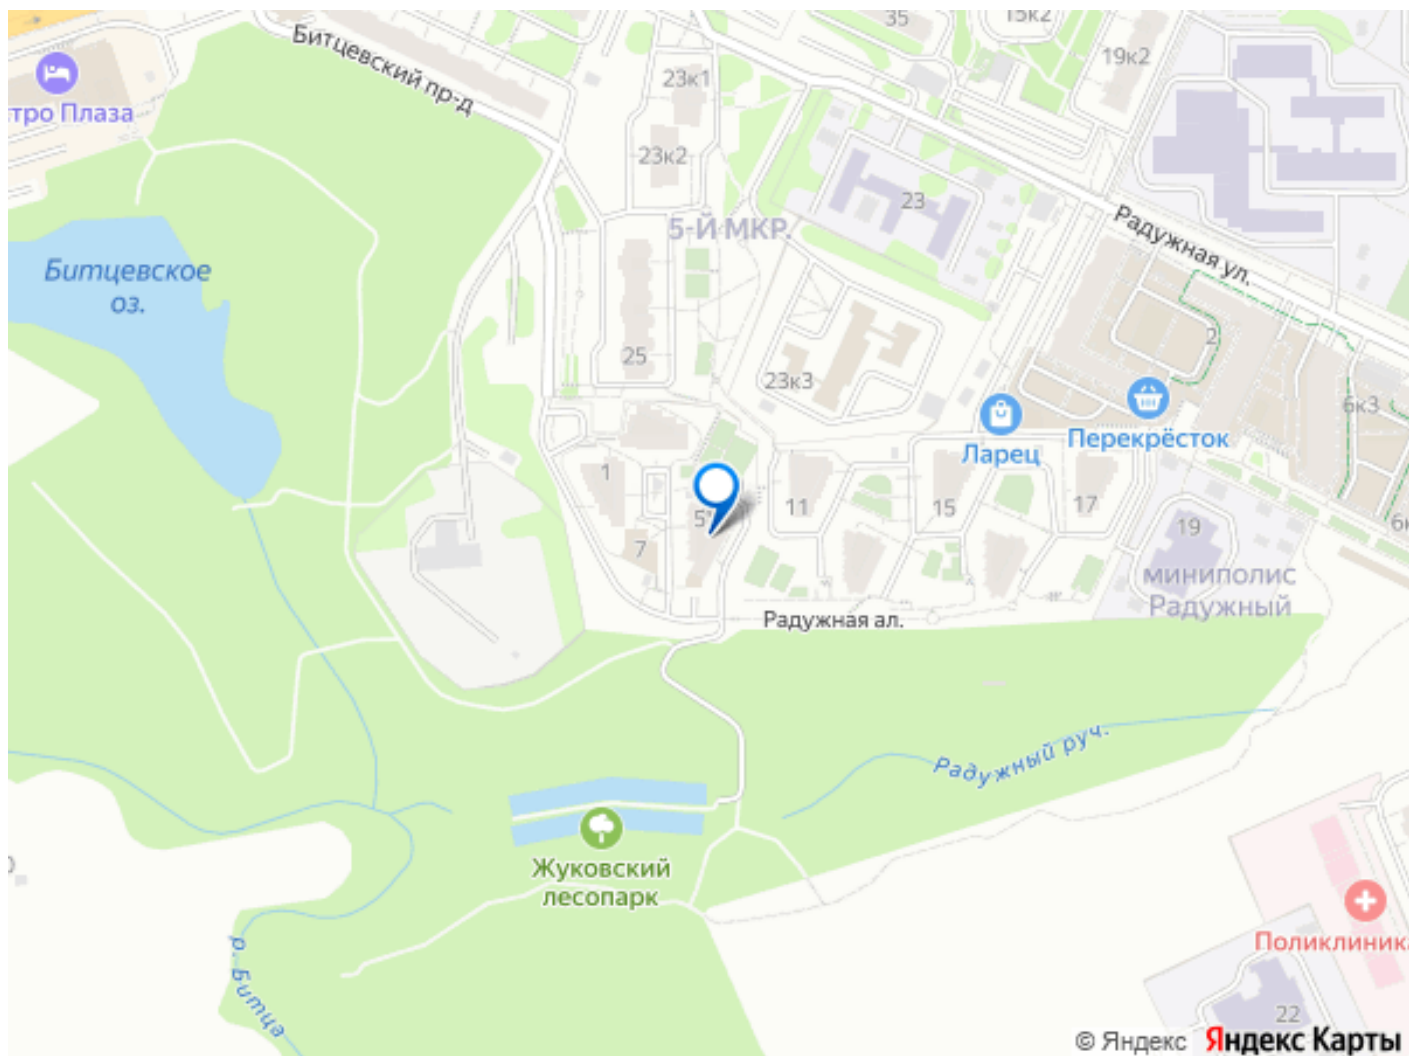 35
15к2
19к2
Битцевский пр-д
23к1
тро Плаза
23к2
23
Радужная ул.
5-Й МКР.
Битцевское
оз.
2
25
23к3
6к3
Перекрёсток
Ларец
1
11
15
17
5
19
7
миниполис
Радужный
Радужная ал.
Радужный руч.
Жуковский
лесопарк
р. Битца
Поликлиника
22
© Яндекс Яндекс Карты